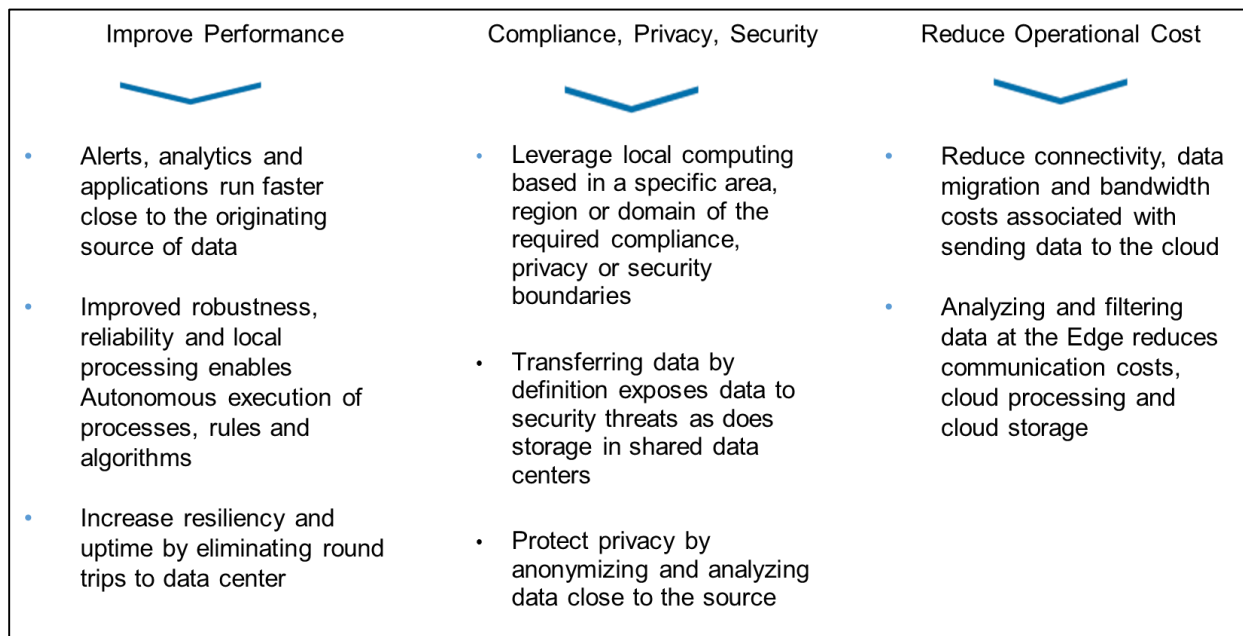 Improve Performance
Alerts, analytics and
applications run faster
close to the originating
source of data
Improved robustness,
reliability and local
processing enables
Autonomous execution of
processes, rules and
algorithms
Increase resiliency and
uptime by eliminating round
trips to data center
Compliance, Privacy, Security
Leverage local computing
based in a specific area,
region or domain of the
required compliance,
privacy or security
boundaries
Transferring data by
definition exposes data to
security threats as does
storage in shared data
centers
Protect privacy by
anonymizing and analyzing
data close to the source
Reduce Operational Cost
Reduce connectivity, data
migration and bandwidth
costs associated with
sending data to the cloud
Analyzing and filtering
data at the Edge reduces
communication costs,
cloud processing and
cloud storage